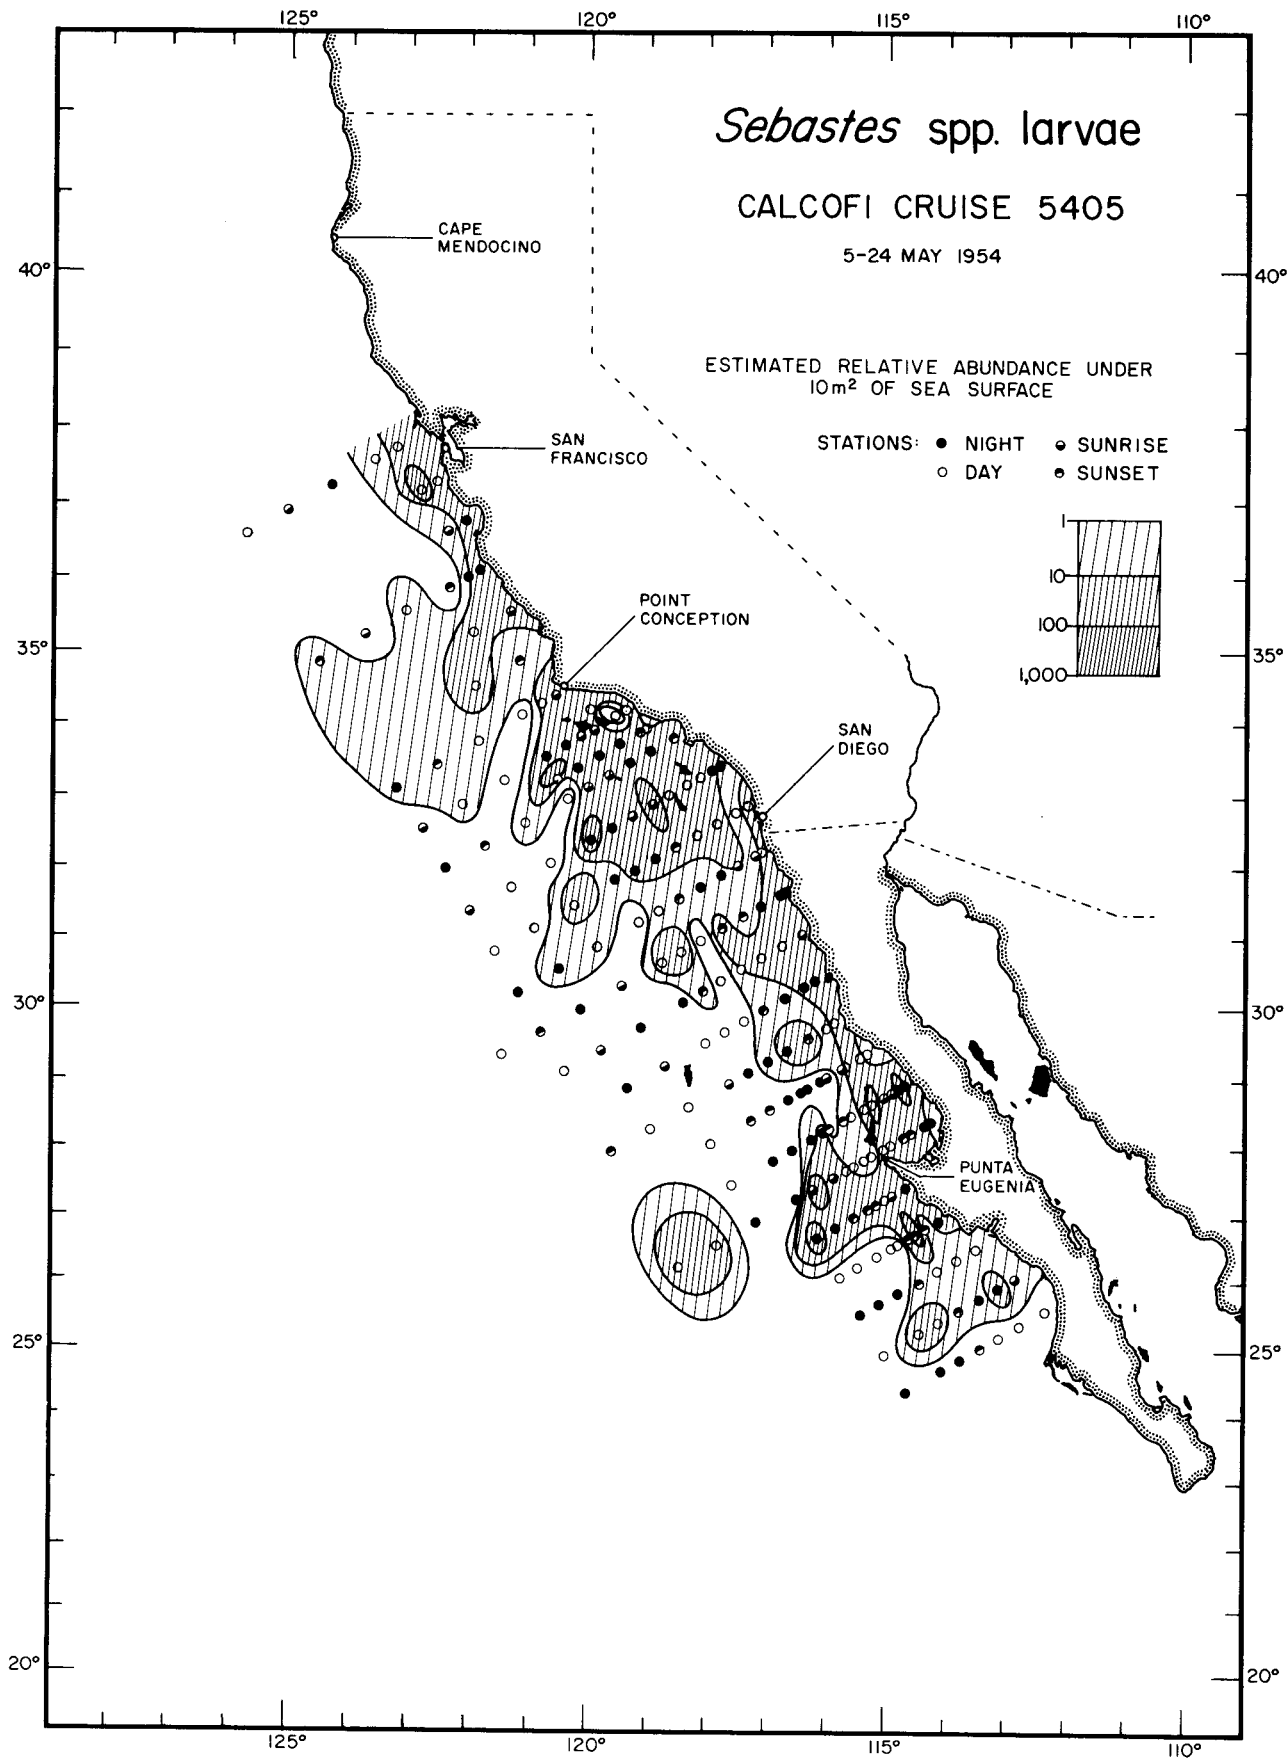 125° 120° 115° 110°
Sebastes spp. larvae
CALCOFI CRUISE 5405
5-24 MAY 1954
CAPE
MENDOCINO
40° 40°
ESTIMATED RELATIVE ABUNDANCE UNDER
10m² OF SEA SURFACE
STATIONS: ● NIGHT SUNRISE
○ DAY SUNSET
SAN
FRANCISCO
1
10
100
1,000
POINT
CONCEPTION
35° 35°
SAN
DIEGO
30° 30°
PUNTA
EUGENIA
25° 25°
20° 20°
125° 120° 115° 110°